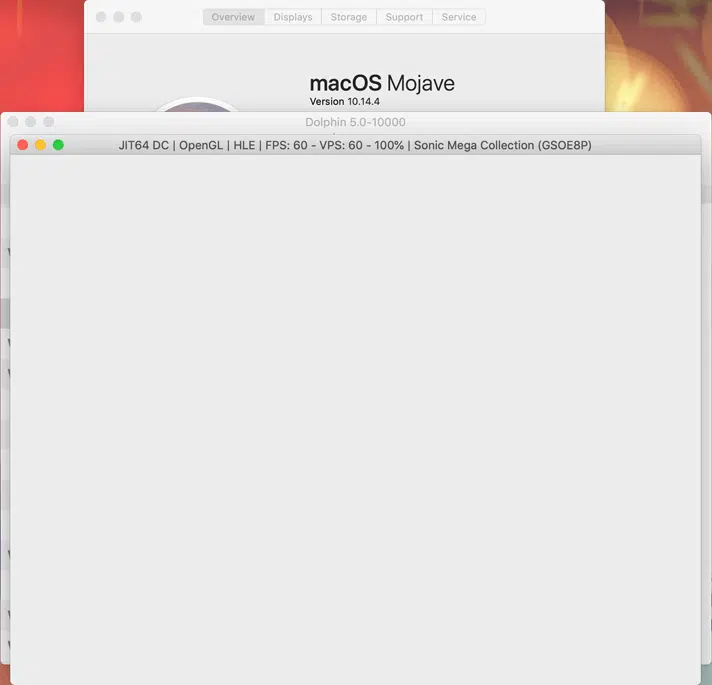 Overview Displays Storage Support Service
macOS Mojave
Version 10.14.4
Dolphin 5.0-10000
JIT64 DC | OpenGL | HLE | FPS: 60 - VPS: 60 - 100% | Sonic Mega Collection (GSOE8P)